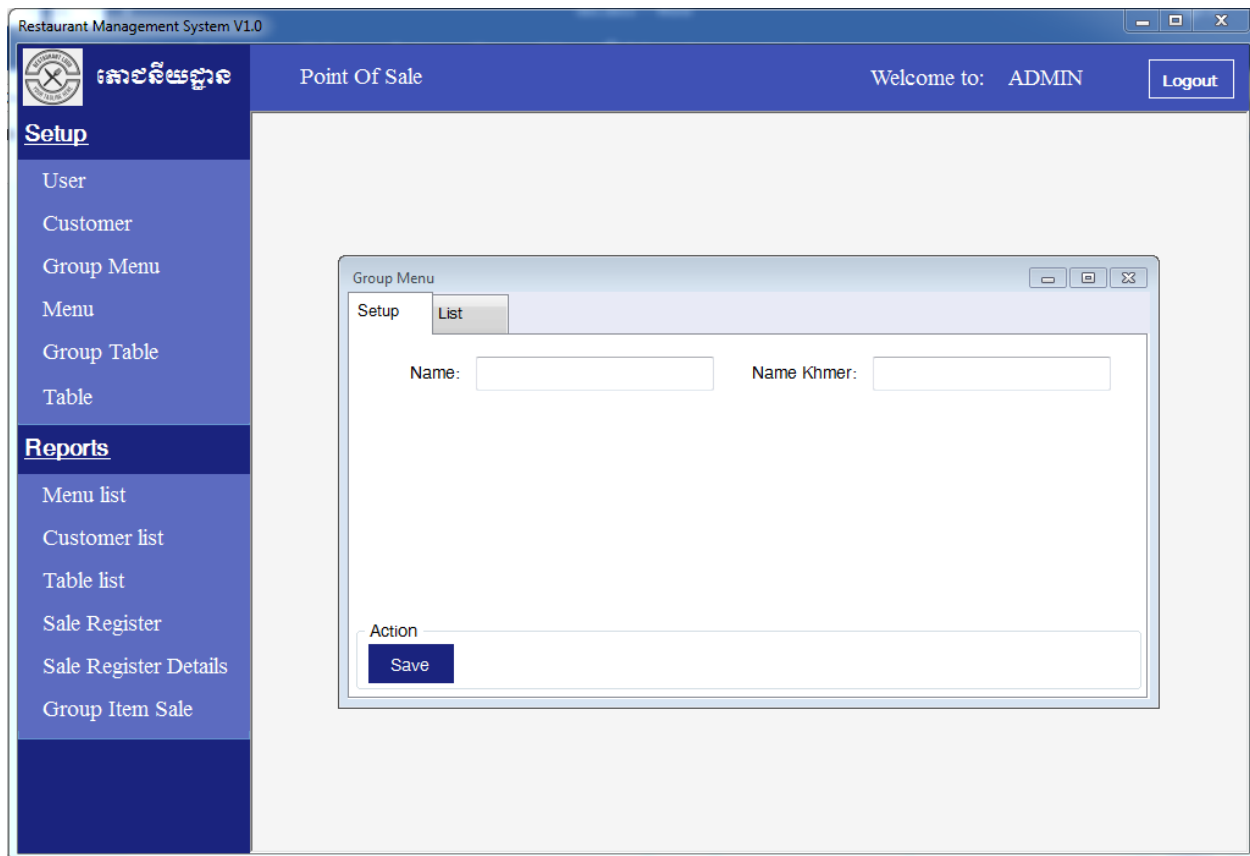 Restaurant Management System V1.0
ភោជនីយដ្ឋាន
Point Of Sale
Welcome to: ADMIN
Logout
Setup
User
Customer
Group Menu
Menu
Group Table
Table
Reports
Menu list
Customer list
Table list
Sale Register
Sale Register Details
Group Item Sale
Group Menu
Setup
List
Name:
Name Khmer:
Action
Save